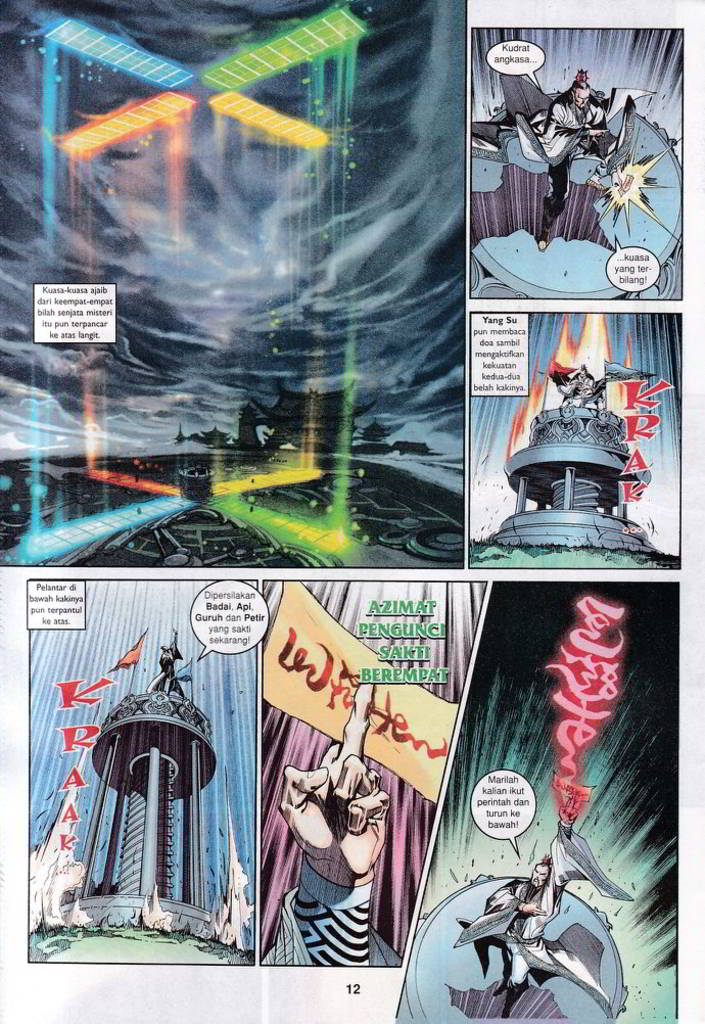 Kuasa-kuasa ajaib
dari keempat-empat
bilah senjata misteri
itu pun terpancar
ke atas langit.
Kudrat
angkasa...
...kuasa
yang ter-
bilang!
Yang Su
pun membaca
doa sambil
mengaktifkan
kekuatan
kedua-dua
belah kakinya.
KRAK...
Pelantar di
bawah kakinya
pun terpantul
ke atas.
Dipersilakan
Badai, Api,
Guruh dan Petir
yang sakti
sekarang!
KRAAK
AZIMAT
PENGUNCI
SAKTI
BEREMPAT
Marilah
kalian ikut
perintah dan
turun ke
bawah!
12